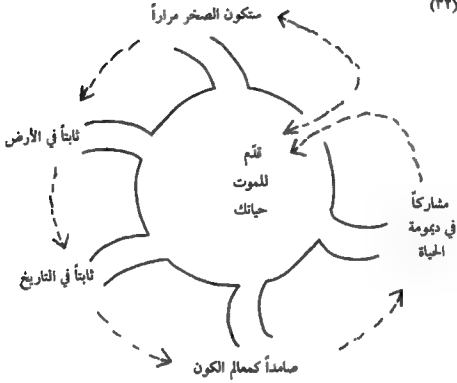 (٣٢)
ستكون الصخر مراراً
ثابتاً في الأرض
ثابتاً في التاريخ
صامداً كمعالم الكون
مشاركاً
في ديمومة
الحياة
قدّم
للموت
حياتك